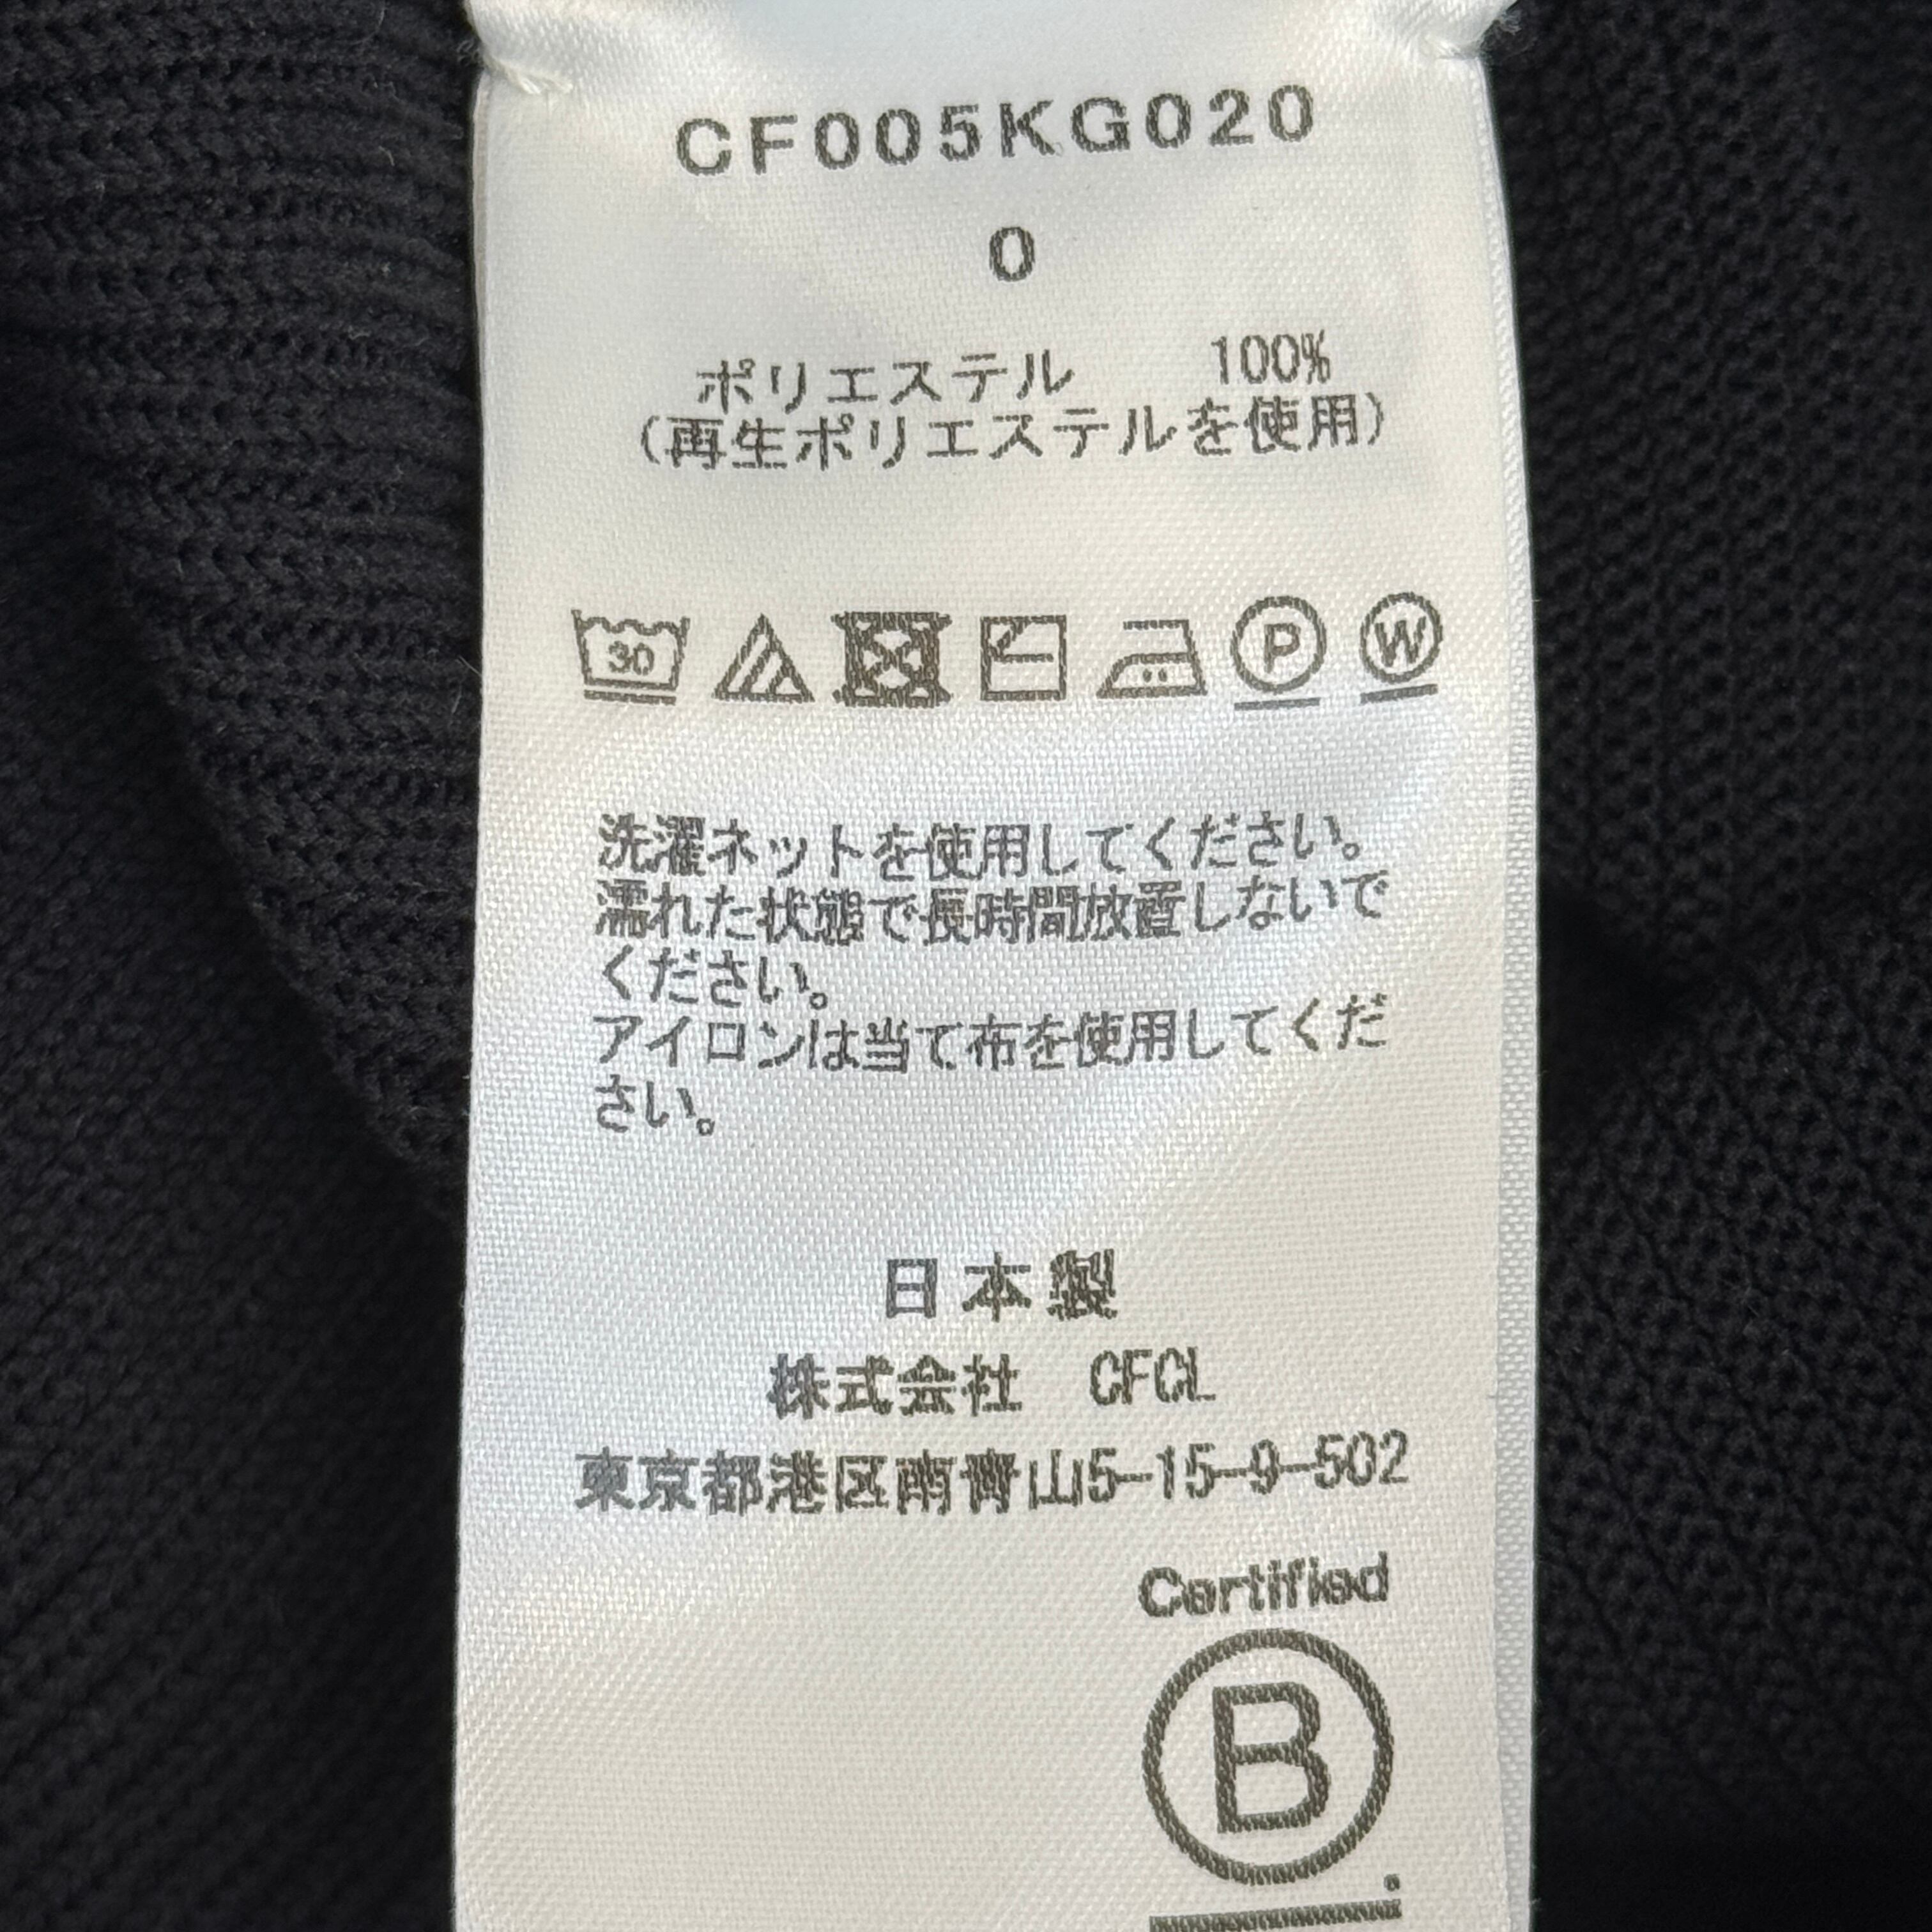 CF005KG020
0
ポリエステル 100%
(再生ポリエステルを使用)
30 P W
洗濯ネットを使用してください。
濡れた状態で長時間放置しないで
ください。
アイロンは当て布を使用してくだ
さい。
日本製
株式会社 CFCL
東京都港区南青山5-15-9-502
Certified
B